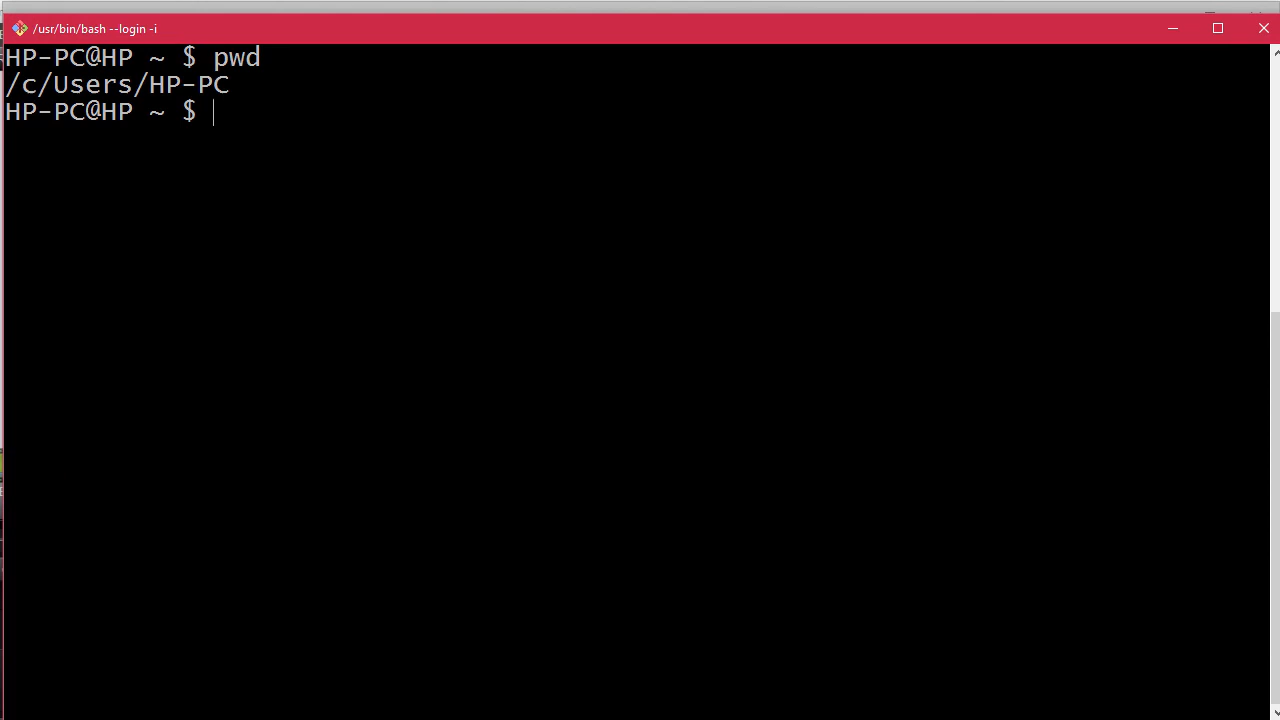 /usr/bin/bash --login -i
HP-PC@HP ~ $ pwd
/c/Users/HP-PC
HP-PC@HP ~ $